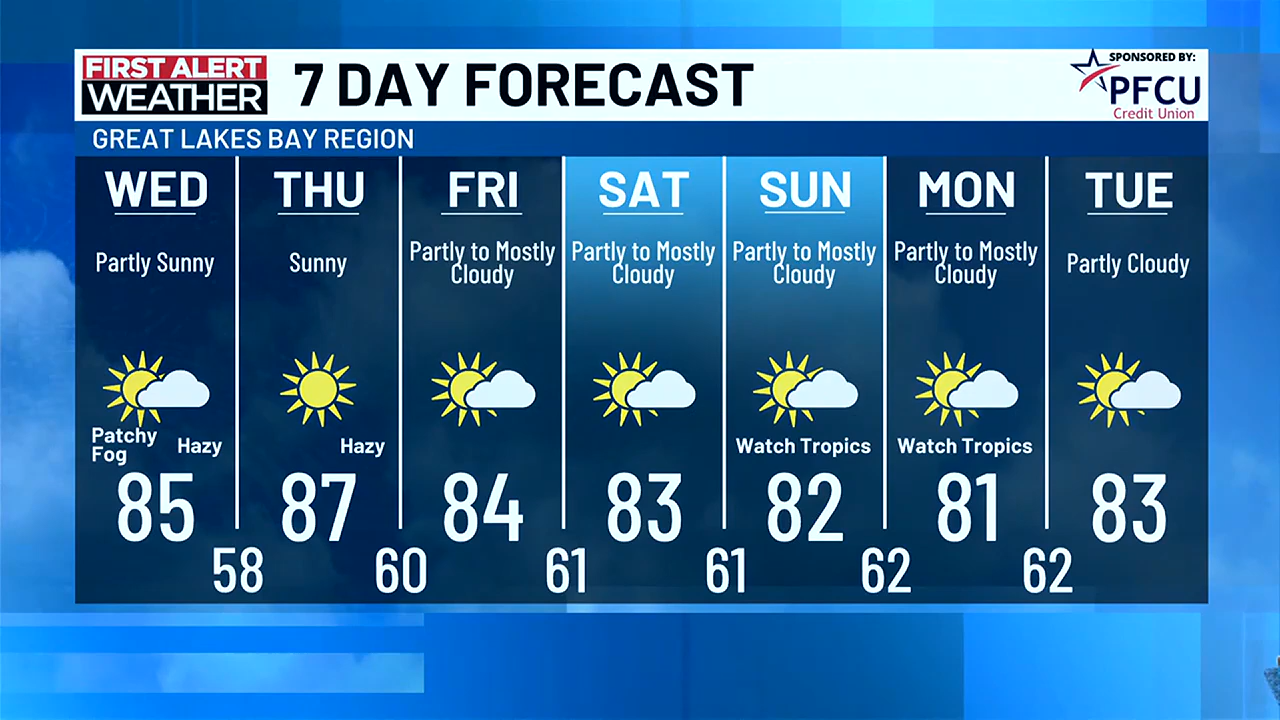 FIRST ALERT
WEATHER
7 DAY FORECAST
SPONSORED BY:
PFCU
Credit Union
GREAT LAKES BAY REGION
WED
THU
FRI
SAT
SUN
MON
TUE
Partly Sunny
Sunny
Partly to Mostly
Cloudy
Partly to Mostly
Cloudy
Partly to Mostly
Cloudy
Partly to Mostly
Cloudy
Partly Cloudy
Patchy
Fog
Hazy
Hazy
Watch Tropics
Watch Tropics
85
87
84
83
82
81
83
58
60
61
61
62
62